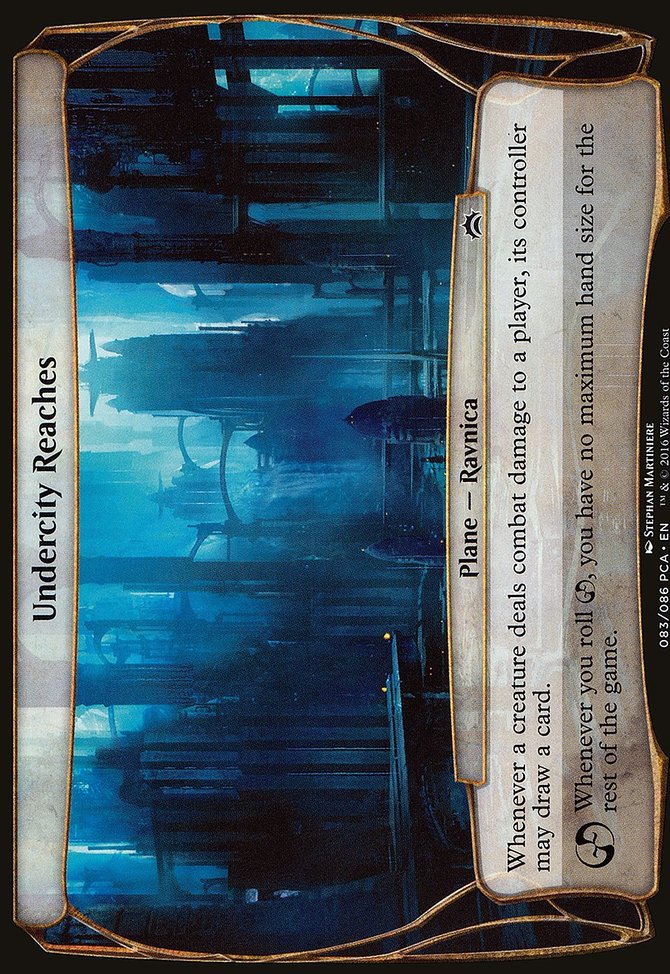 Undercity Reaches
Plane — Ravnica
Whenever a creature deals combat damage to a player, its controller
may draw a card.
Whenever you roll , you have no maximum hand size for the
rest of the game.
083/086 PCA • EN STEPHAN MARTINIERE
™ & © 2016 Wizards of the Coast